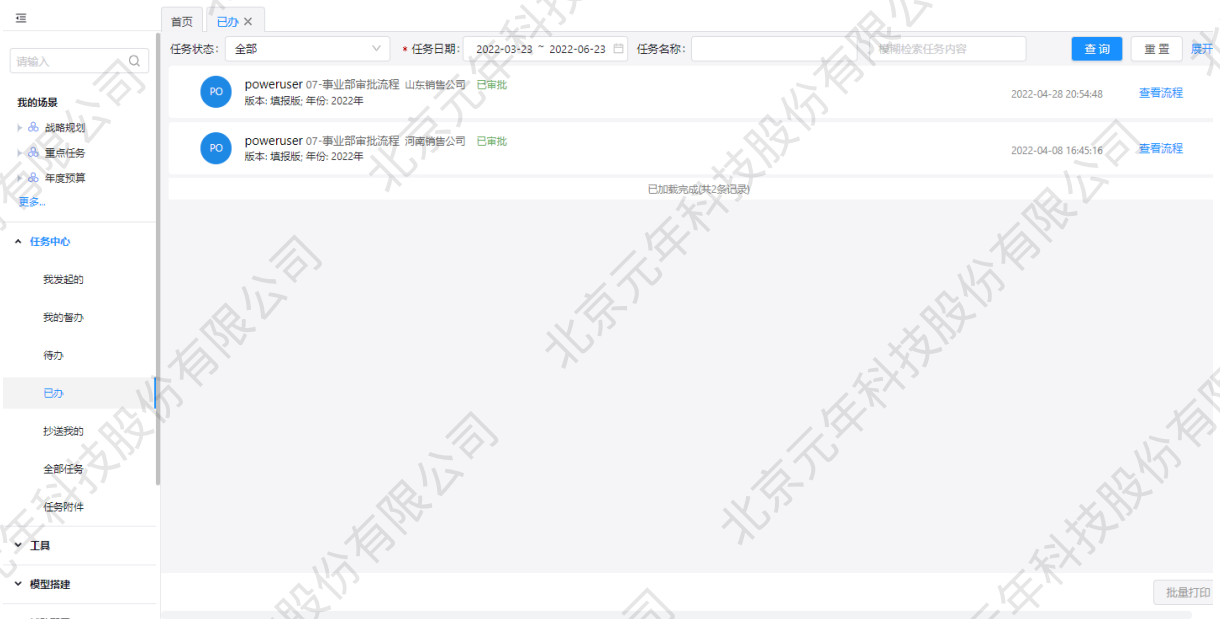 首页 已办
任务状态： 全部 * 任务日期： 2022-03-23 ~ 2022-06-23 任务名称： 模糊检索任务内容 查询 重置 展开
请输入
我的场景
战略规划
重点任务
年度预算
更多...
任务中心
我发起的
我的督办
待办
已办
抄送我的
全部任务
任务附件
工具
模型搭建
PO
poweruser 07-事业部审批流程 山东销售公司 已审批
版本: 填报版; 年份: 2022年
2022-04-28 20:54:48 查看流程
PO
poweruser 07-事业部审批流程 河南销售公司 已审批
版本: 填报版; 年份: 2022年
2022-04-08 16:45:16 查看流程
已加载完成(共2条记录)
批量打印
北京元年科技股份有限公司